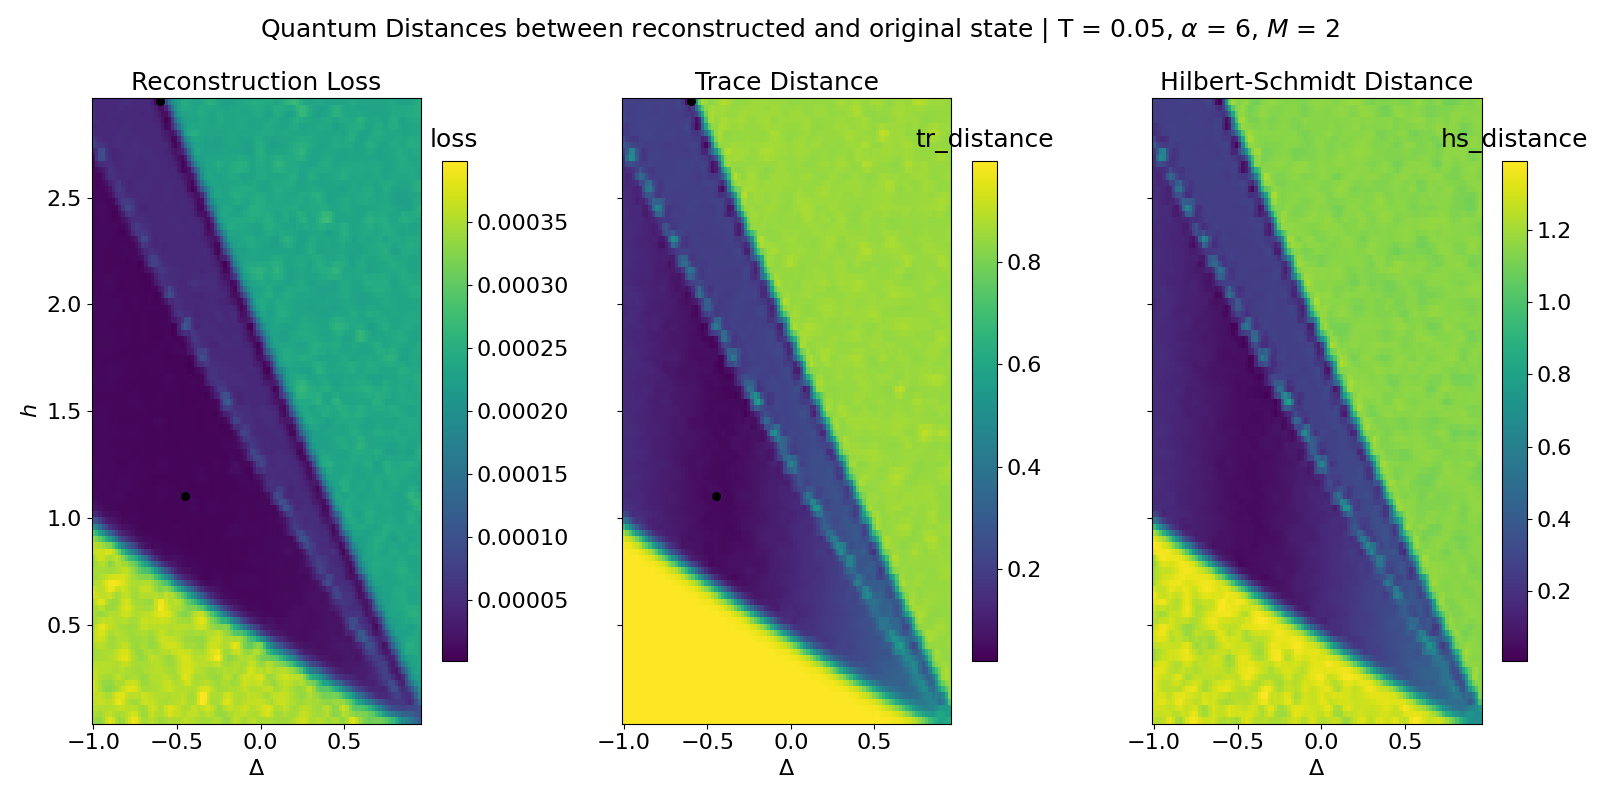 Quantum Distances between reconstructed and original state | T = 0.05, α = 6, M = 2
Reconstruction Loss
loss
0.00035
0.00030
0.00025
0.00020
0.00015
0.00010
0.00005
h
2.5
2.0
1.5
1.0
0.5
−1.0 −0.5 0.0 0.5
Δ
Trace Distance
tr_distance
0.8
0.6
0.4
0.2
−1.0 −0.5 0.0 0.5
Δ
Hilbert-Schmidt Distance
hs_distance
1.2
1.0
0.8
0.6
0.4
0.2
−1.0 −0.5 0.0 0.5
Δ